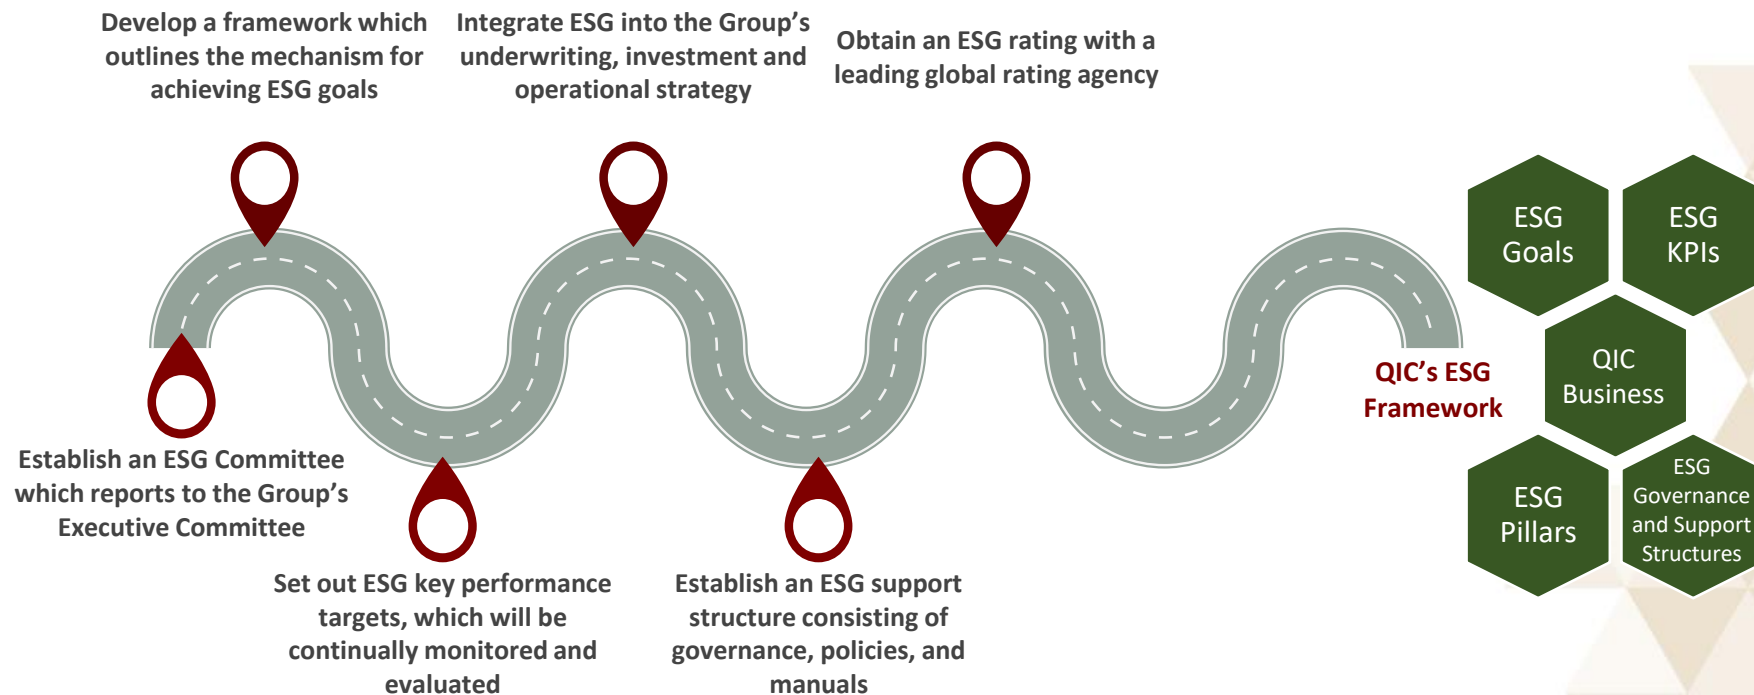 Develop a framework which
outlines the mechanism for
achieving ESG goals
Integrate ESG into the Group’s
underwriting, investment and
operational strategy
Obtain an ESG rating with a
leading global rating agency
Establish an ESG Committee
which reports to the Group’s
Executive Committee
Set out ESG key performance
targets, which will be
continually monitored and
evaluated
Establish an ESG support
structure consisting of
governance, policies, and
manuals
QIC’s ESG
Framework
ESG
Goals
ESG
KPIs
QIC
Business
ESG
Pillars
ESG
Governance
and Support
Structures